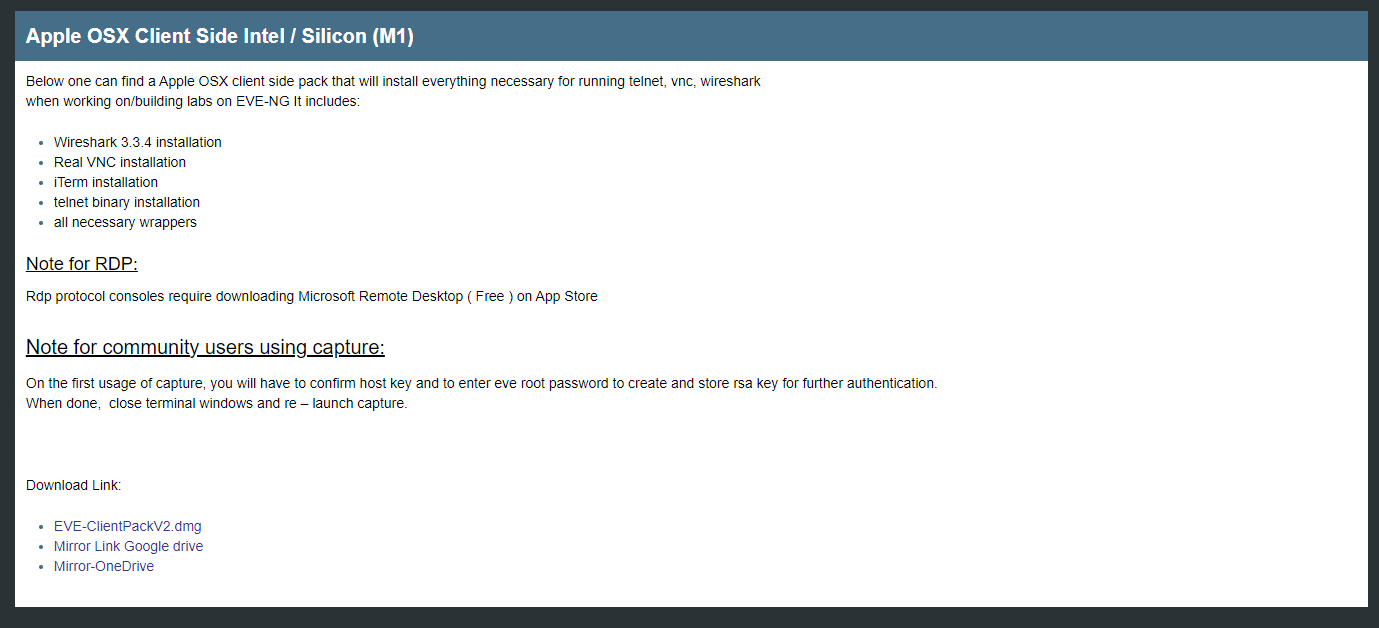 Apple OSX Client Side Intel / Silicon (M1)
Below one can find a Apple OSX client side pack that will install everything necessary for running telnet, vnc, wireshark
when working on/building labs on EVE-NG It includes:
Wireshark 3.3.4 installation
Real VNC installation
iTerm installation
telnet binary installation
all necessary wrappers
Note for RDP:
Rdp protocol consoles require downloading Microsoft Remote Desktop ( Free ) on App Store
Note for community users using capture:
On the first usage of capture, you will have to confirm host key and to enter eve root password to create and store rsa key for further authentication.
When done,  close terminal windows and re – launch capture.
Download Link:
EVE-ClientPackV2.dmg
Mirror Link Google drive
Mirror-OneDrive